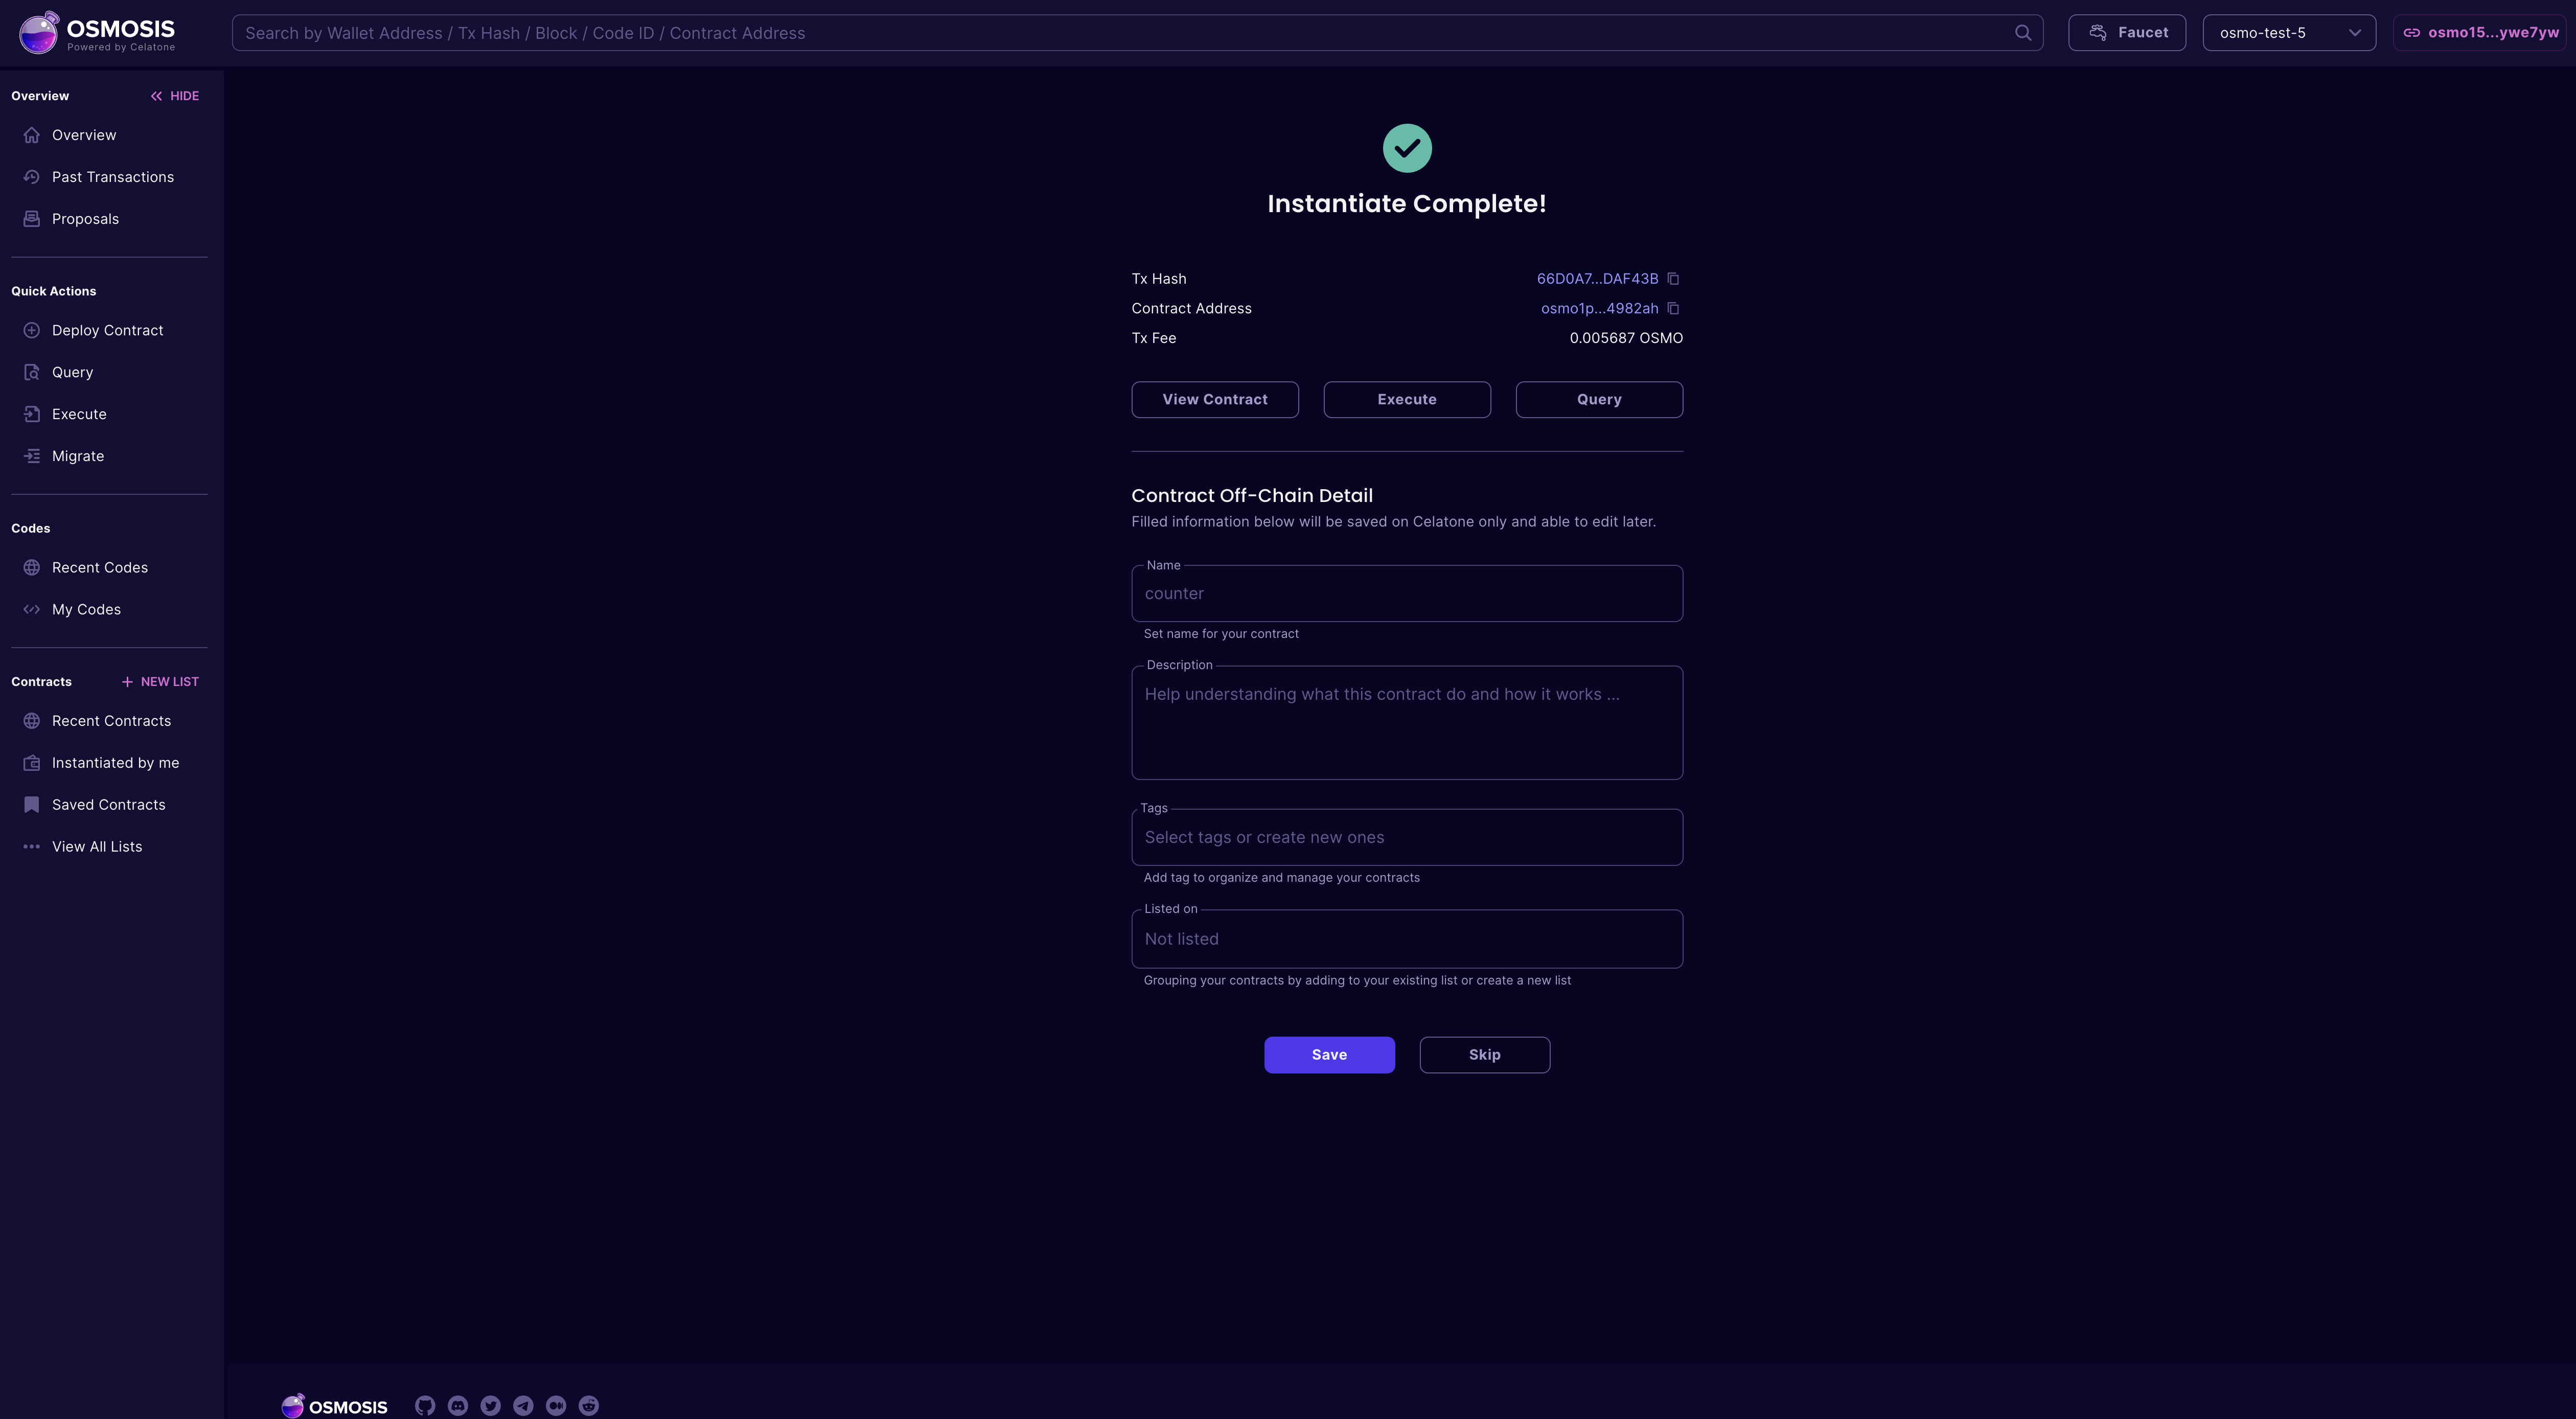 OSMOSIS
Powered by Celatone
Search by Wallet Address / Tx Hash / Block / Code ID / Contract Address
Faucet
osmo-test-5
osmo15...ywe7yw
Overview
HIDE
Overview
Past Transactions
Proposals
Quick Actions
Deploy Contract
Query
Execute
Migrate
Codes
Recent Codes
My Codes
Contracts
NEW LIST
Recent Contracts
Instantiated by me
Saved Contracts
View All Lists
Instantiate Complete!
Tx Hash 66D0A7...DAF43B
Contract Address osmo1p...4982ah
Tx Fee 0.005687 OSMO
View Contract
Execute
Query
Contract Off-Chain Detail
Filled information below will be saved on Celatone only and able to edit later.
Name
counter
Set name for your contract
Description
Help understanding what this contract do and how it works ...
Tags
Select tags or create new ones
Add tag to organize and manage your contracts
Listed on
Not listed
Grouping your contracts by adding to your existing list or create a new list
Save
Skip
OSMOSIS